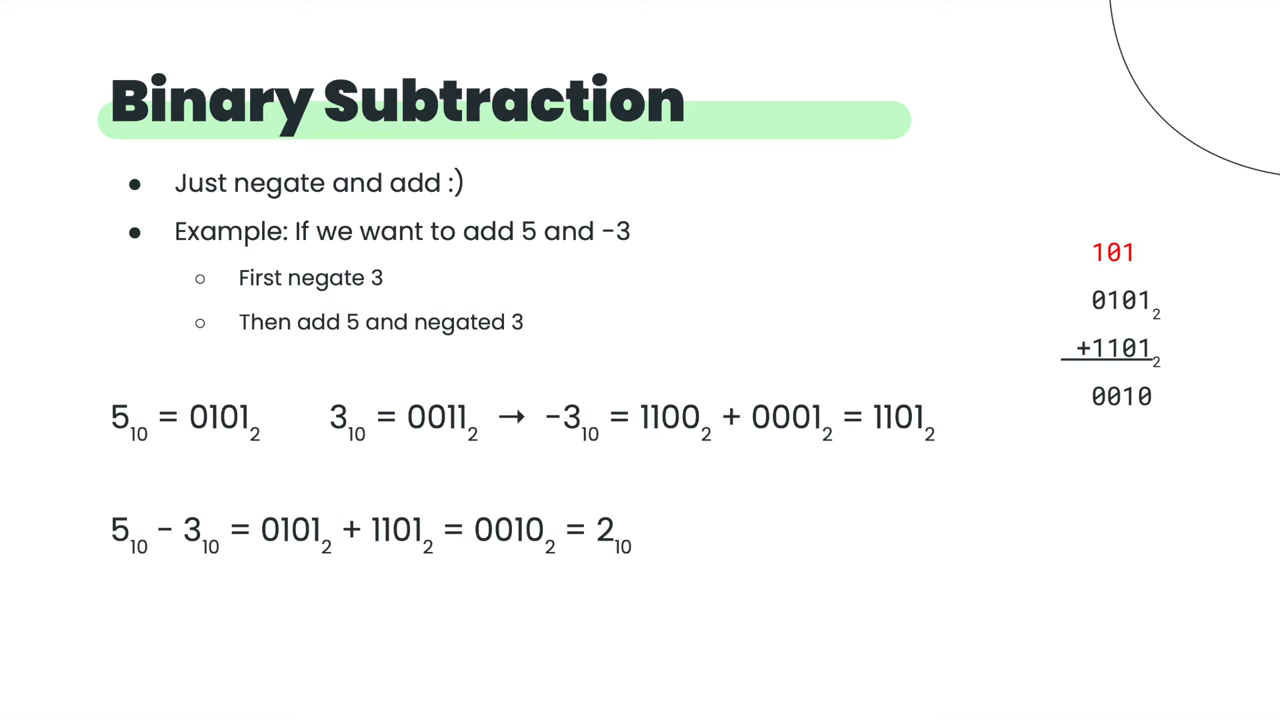 Binary Subtraction
● Just negate and add :)
● Example: If we want to add 5 and -3
○ First negate 3
○ Then add 5 and negated 3
101
0101₂
+1101₂
0010
5₁₀ = 0101₂ 3₁₀ = 0011₂ → -3₁₀ = 1100₂ + 0001₂ = 1101₂
5₁₀ - 3₁₀ = 0101₂ + 1101₂ = 0010₂ = 2₁₀